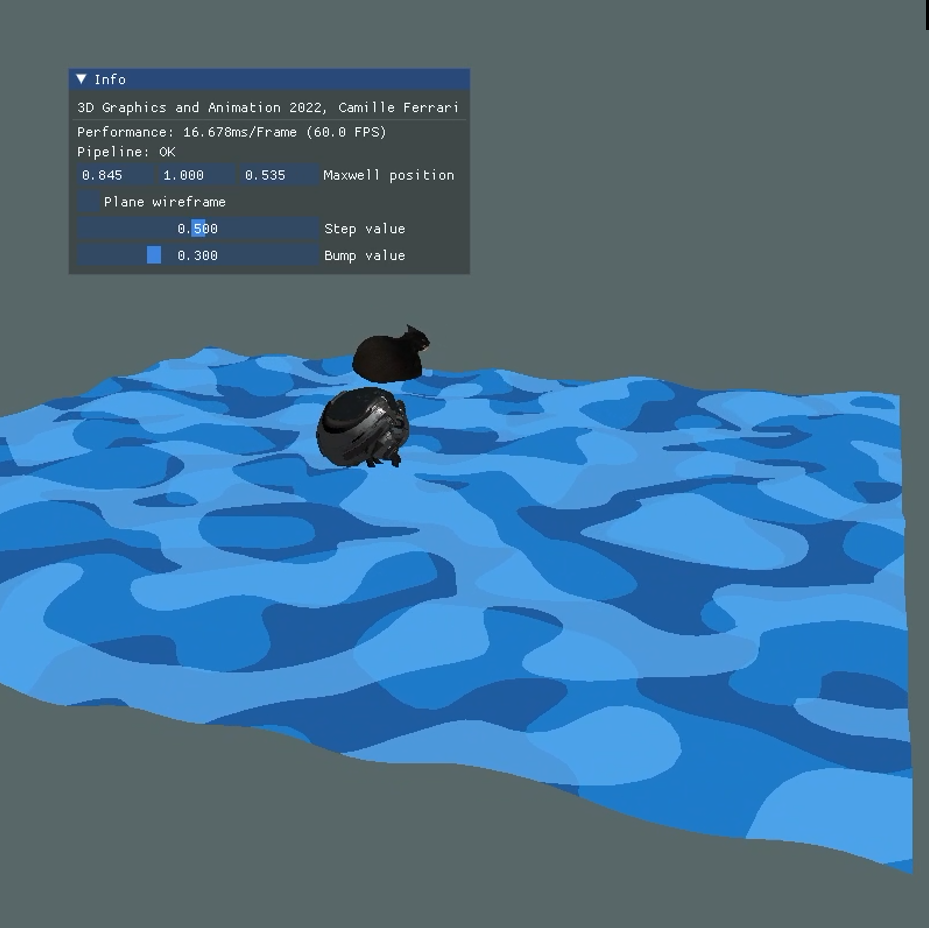 Info
3D Graphics and Animation 2022, Camille Ferrari
Performance: 16.678ms/Frame (60.0 FPS)
Pipeline: OK
0.845 1.000 0.535 Maxwell position
Plane wireframe
0.500 Step value
0.300 Bump value